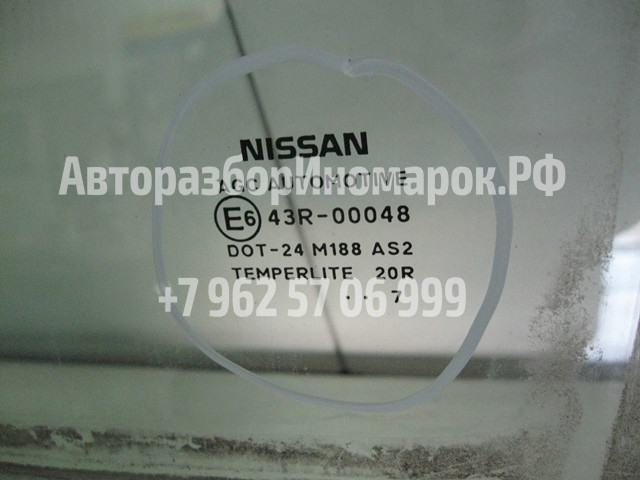 NISSAN
АвторазборИномарок.РФ
AGC AUTOMOTIVE
E6 43R-00048
DOT-24 M188 AS2
TEMPERLITE 20R
+7 962 57 06 999
.. 7